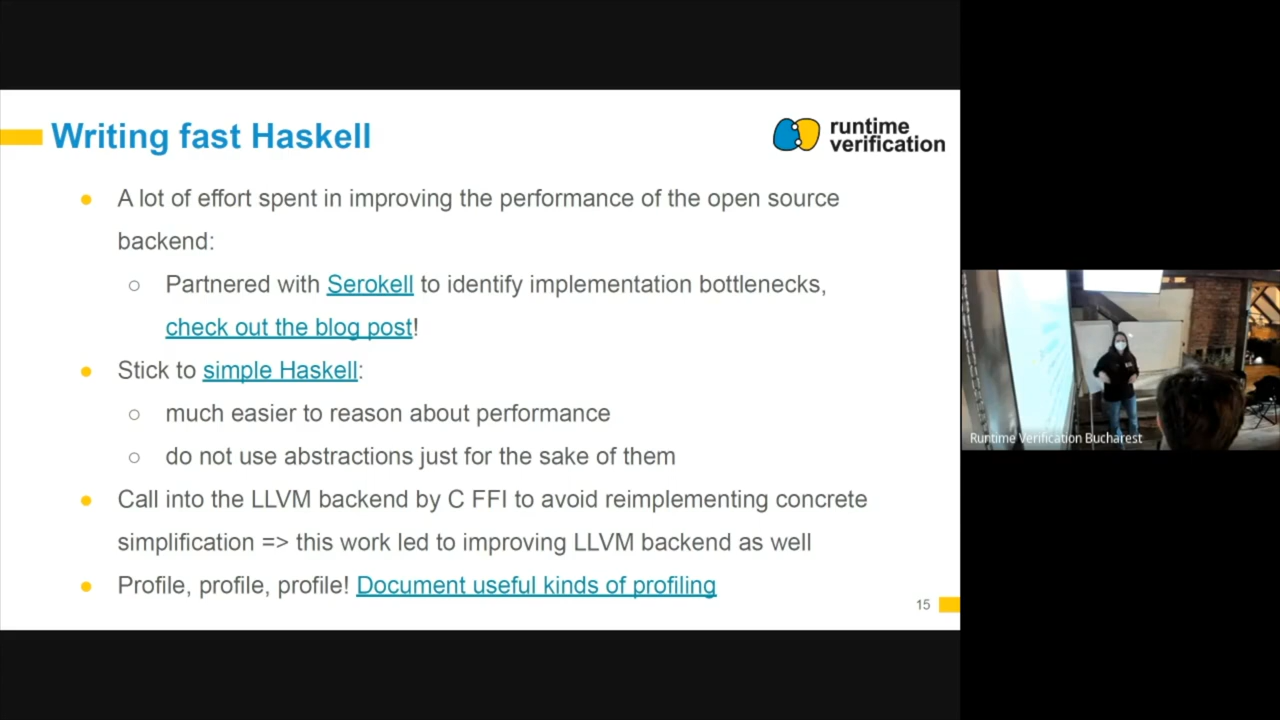 Writing fast Haskell
runtime
verification
● A lot of effort spent in improving the performance of the open source
backend:
○ Partnered with Serokell to identify implementation bottlenecks,
check out the blog post!
● Stick to simple Haskell:
○ much easier to reason about performance
○ do not use abstractions just for the sake of them
● Call into the LLVM backend by C FFI to avoid reimplementing concrete
simplification => this work led to improving LLVM backend as well
● Profile, profile, profile! Document useful kinds of profiling
15
Runtime Verification Bucharest